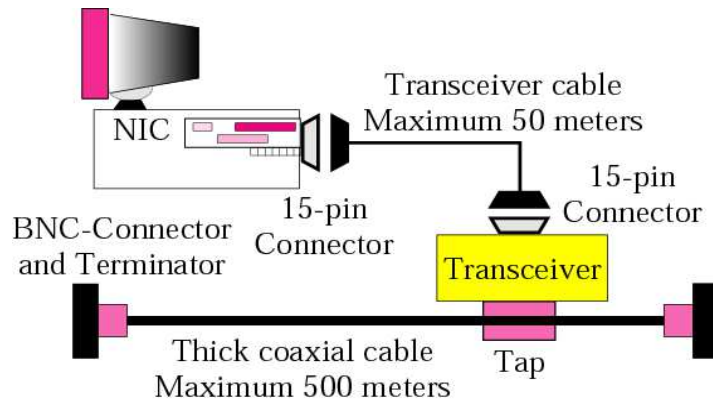 NIC
Transceiver cable
Maximum 50 meters
15-pin
Connector
15-pin
Connector
BNC-Connector
and Terminator
Transceiver
Thick coaxial cable
Maximum 500 meters
Tap